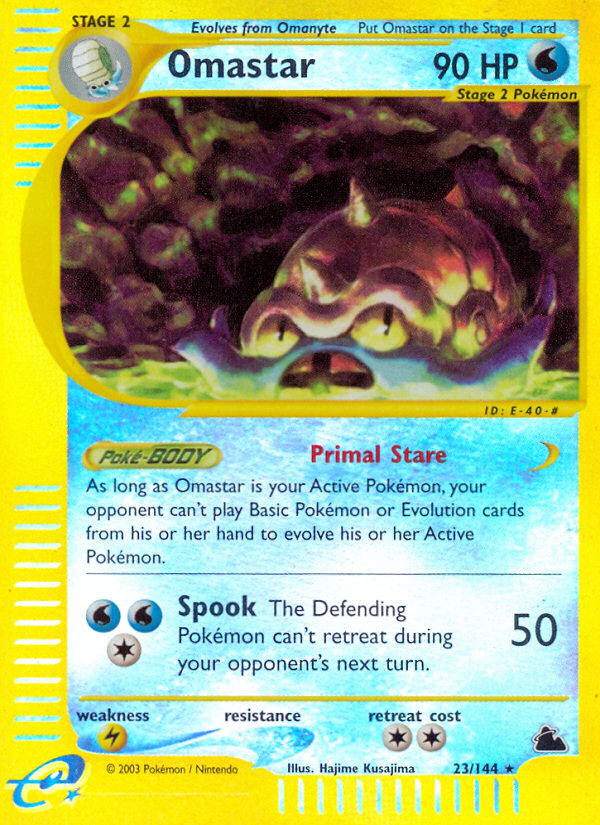 STAGE 2
Evolves from Omanyte Put Omastar on the Stage 1 card
Omastar 90 HP
Stage 2 Pokémon
ID: E-40-#
Poké-BODY Primal Stare
As long as Omastar is your Active Pokémon, your
opponent can't play Basic Pokémon or Evolution cards
from his or her hand to evolve his or her Active
Pokémon.
Spook The Defending
Pokémon can't retreat during
your opponent's next turn.
50
weakness resistance retreat cost
© 2003 Pokémon / Nintendo Illus. Hajime Kusajima 23/144 ★
e